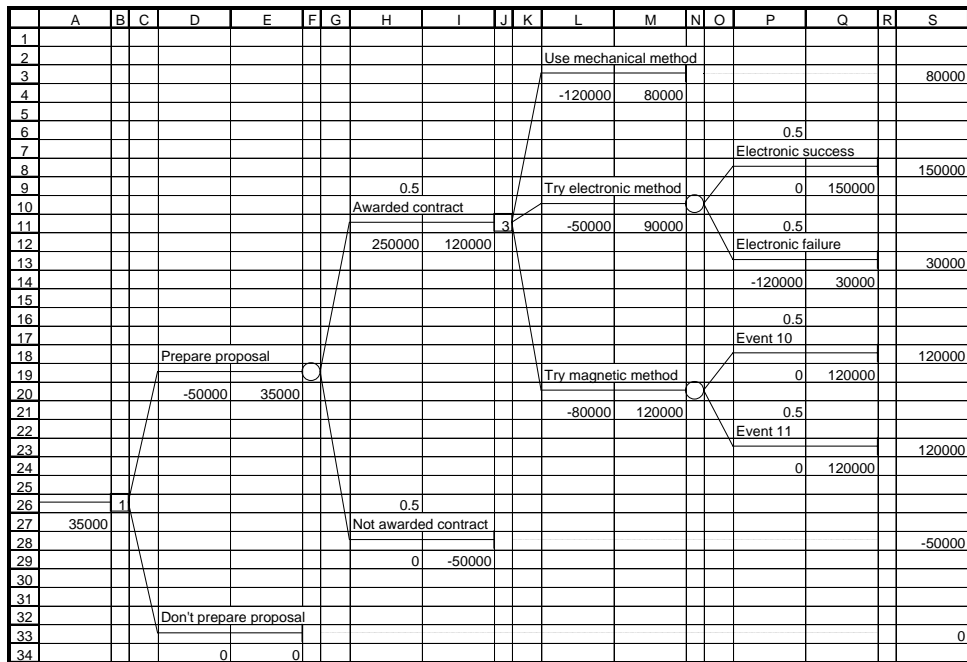 A B C D E F G H I J K L M N O P Q R S
1
2 Use mechanical method
3 80000
4 -120000 80000
5
6 0.5
7 Electronic success
8 150000
9 0.5 Try electronic method 0 150000
10 Awarded contract
11 3 -50000 90000 0.5
12 250000 120000 Electronic failure
13 30000
14 -120000 30000
15
16 0.5
17 Event 10
18 Prepare proposal 120000
19 Try magnetic method 0 120000
20 -50000 35000
21 -80000 120000 0.5
22 Event 11
23 120000
24 0 120000
25
26 1 0.5
27 35000 Not awarded contract
28 -50000
29 0 -50000
30
31
32 Don't prepare proposal
33 0
34 0 0